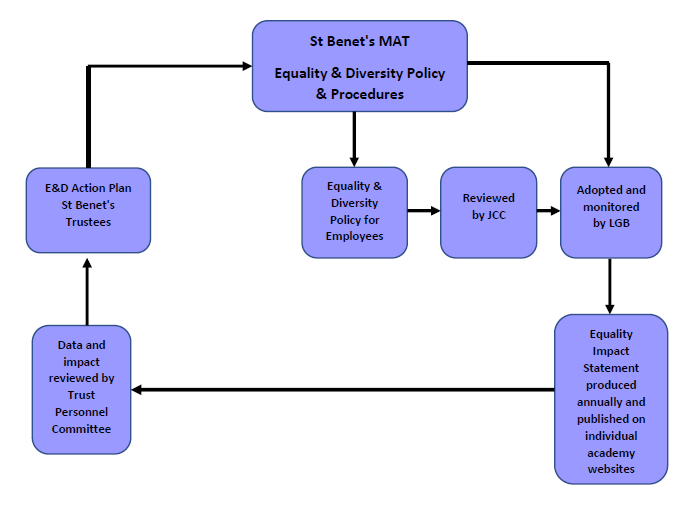 St Benet's MAT
Equality & Diversity Policy
& Procedures
E&D Action Plan
St Benet's
Trustees
Equality &
Diversity
Policy for
Employees
Reviewed
by JCC
Adopted and
monitored
by LGB
Data and
impact
reviewed by
Trust
Personnel
Committee
Equality
Impact
Statement
produced
annually and
published on
individual
academy
websites